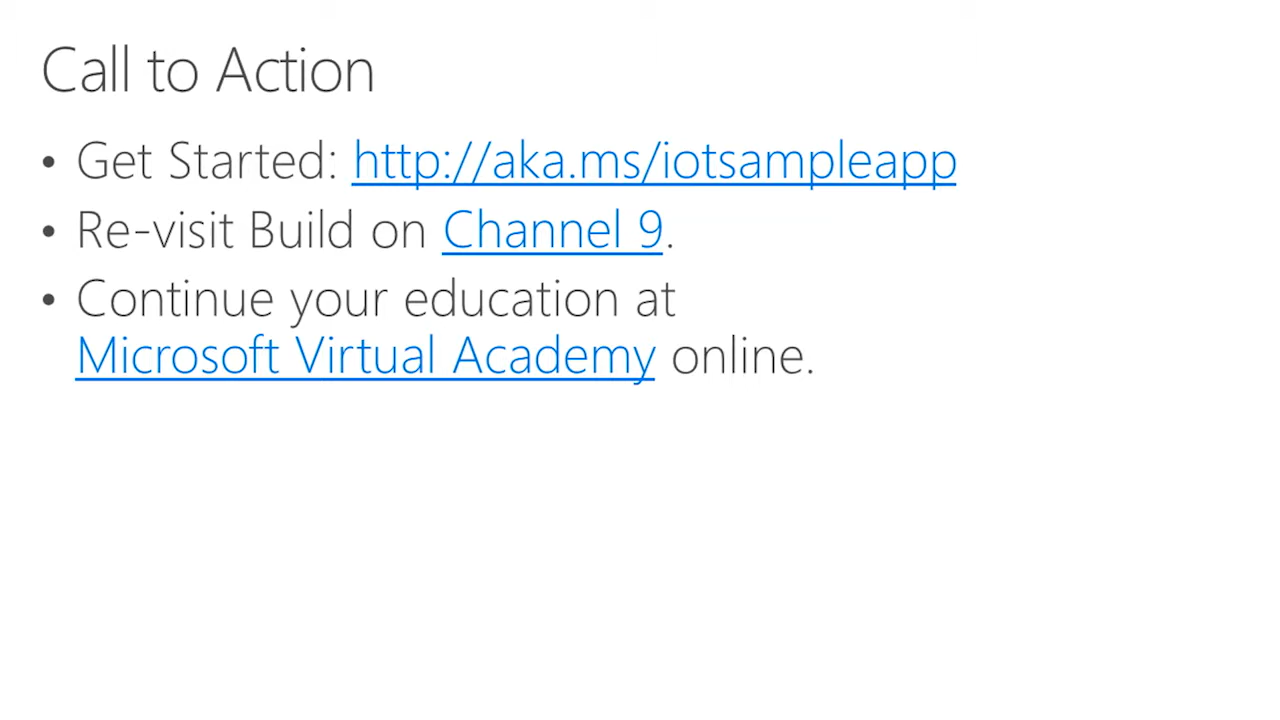 Call to Action
• Get Started: http://aka.ms/iotsampleapp
• Re-visit Build on Channel 9.
• Continue your education at
Microsoft Virtual Academy online.